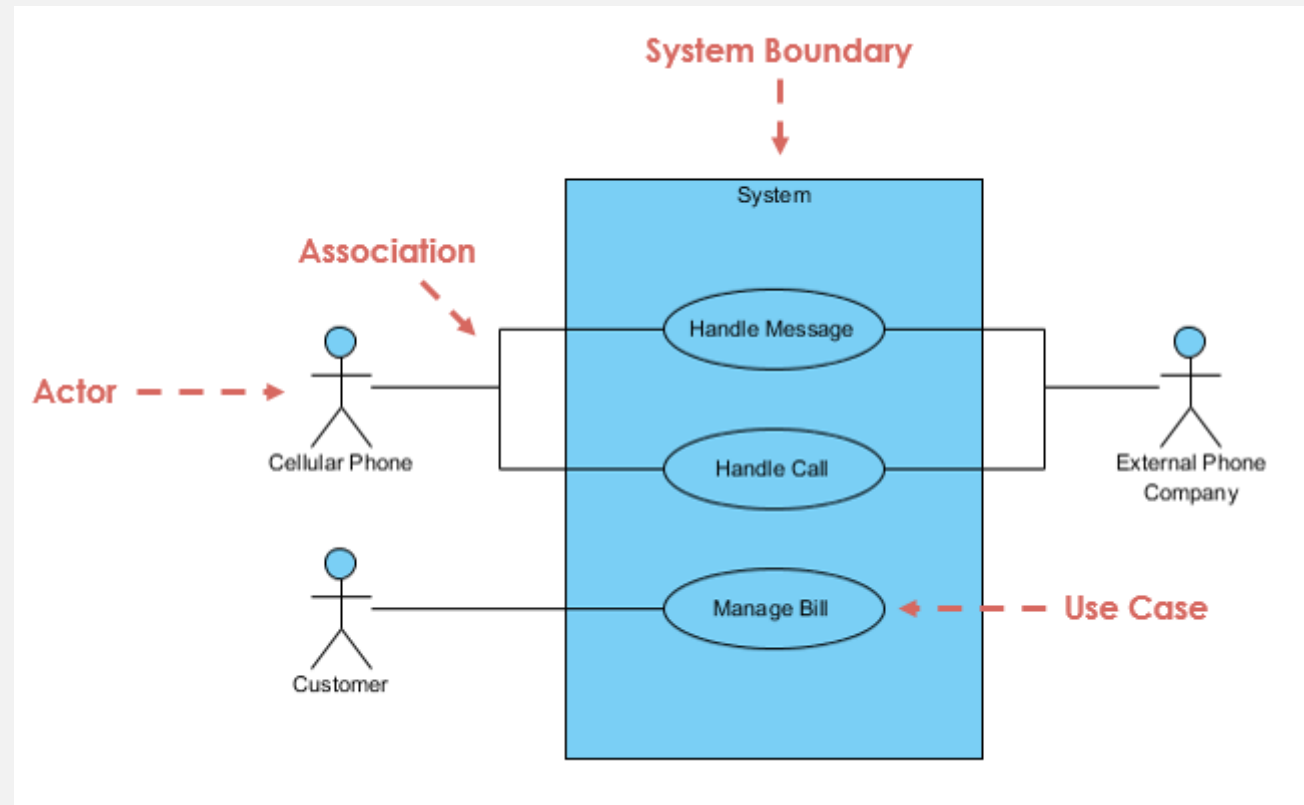 System Boundary
System
Association
Handle Message
Actor
Cellular Phone
Handle Call
External Phone
Company
Manage Bill
Use Case
Customer